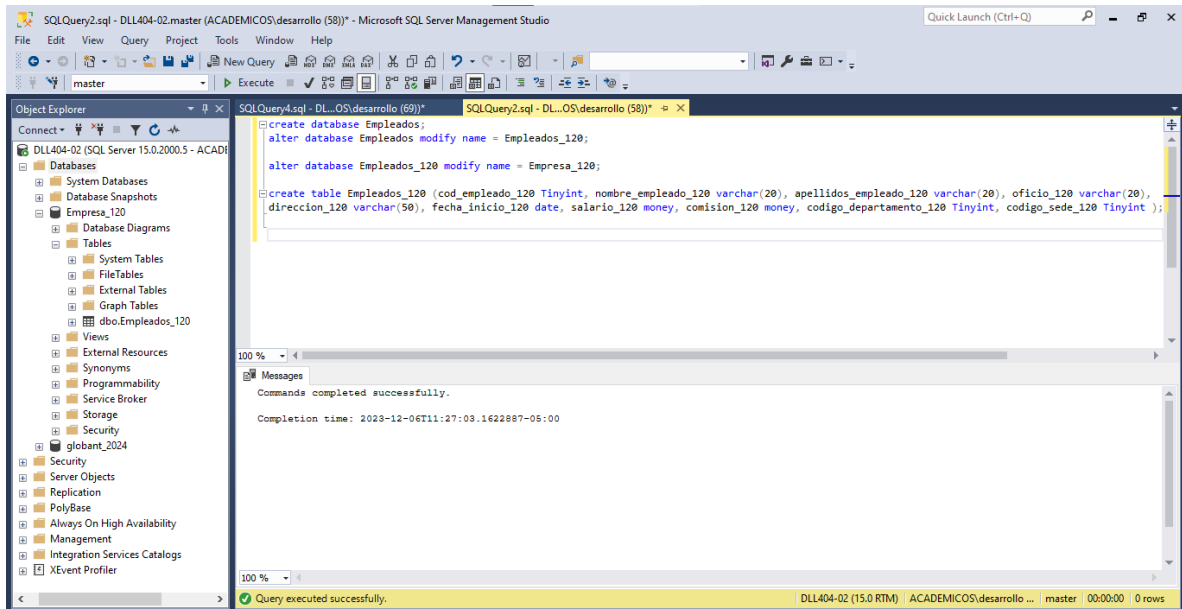 SQLQuery2.sql - DLL404-02.master (ACADEMICOS\desarrollo (58))* - Microsoft SQL Server Management Studio
Quick Launch (Ctrl+Q)
File Edit View Query Project Tools Window Help
New Query
MDX DMX XMLA DAX
master
Execute
Object Explorer
SQLQuery4.sql - DL...OS\desarrollo (69))*
SQLQuery2.sql - DL...OS\desarrollo (58))*
Connect
DLL404-02 (SQL Server 15.0.2000.5 - ACADE
Databases
System Databases
Database Snapshots
Empresa_120
Database Diagrams
Tables
System Tables
FileTables
External Tables
Graph Tables
dbo.Empleados_120
Views
External Resources
Synonyms
Programmability
Service Broker
Storage
Security
globant_2024
Security
Server Objects
Replication
PolyBase
Always On High Availability
Management
Integration Services Catalogs
XEvent Profiler
create database Empleados;
alter database Empleados modify name = Empleados_120;
alter database Empleados_120 modify name = Empresa_120;
create table Empleados_120 (cod_empleado_120 Tinyint, nombre_empleado_120 varchar(20), apellidos_empleado_120 varchar(20), oficio_120 varchar(20),
direccion_120 varchar(50), fecha_inicio_120 date, salario_120 money, comision_120 money, codigo_departamento_120 Tinyint, codigo_sede_120 Tinyint );
100 %
Messages
Commands completed successfully.
Completion time: 2023-12-06T11:27:03.1622887-05:00
100 %
Query executed successfully.
DLL404-02 (15.0 RTM)
ACADEMICOS\desarrollo ...
master
00:00:00
0 rows